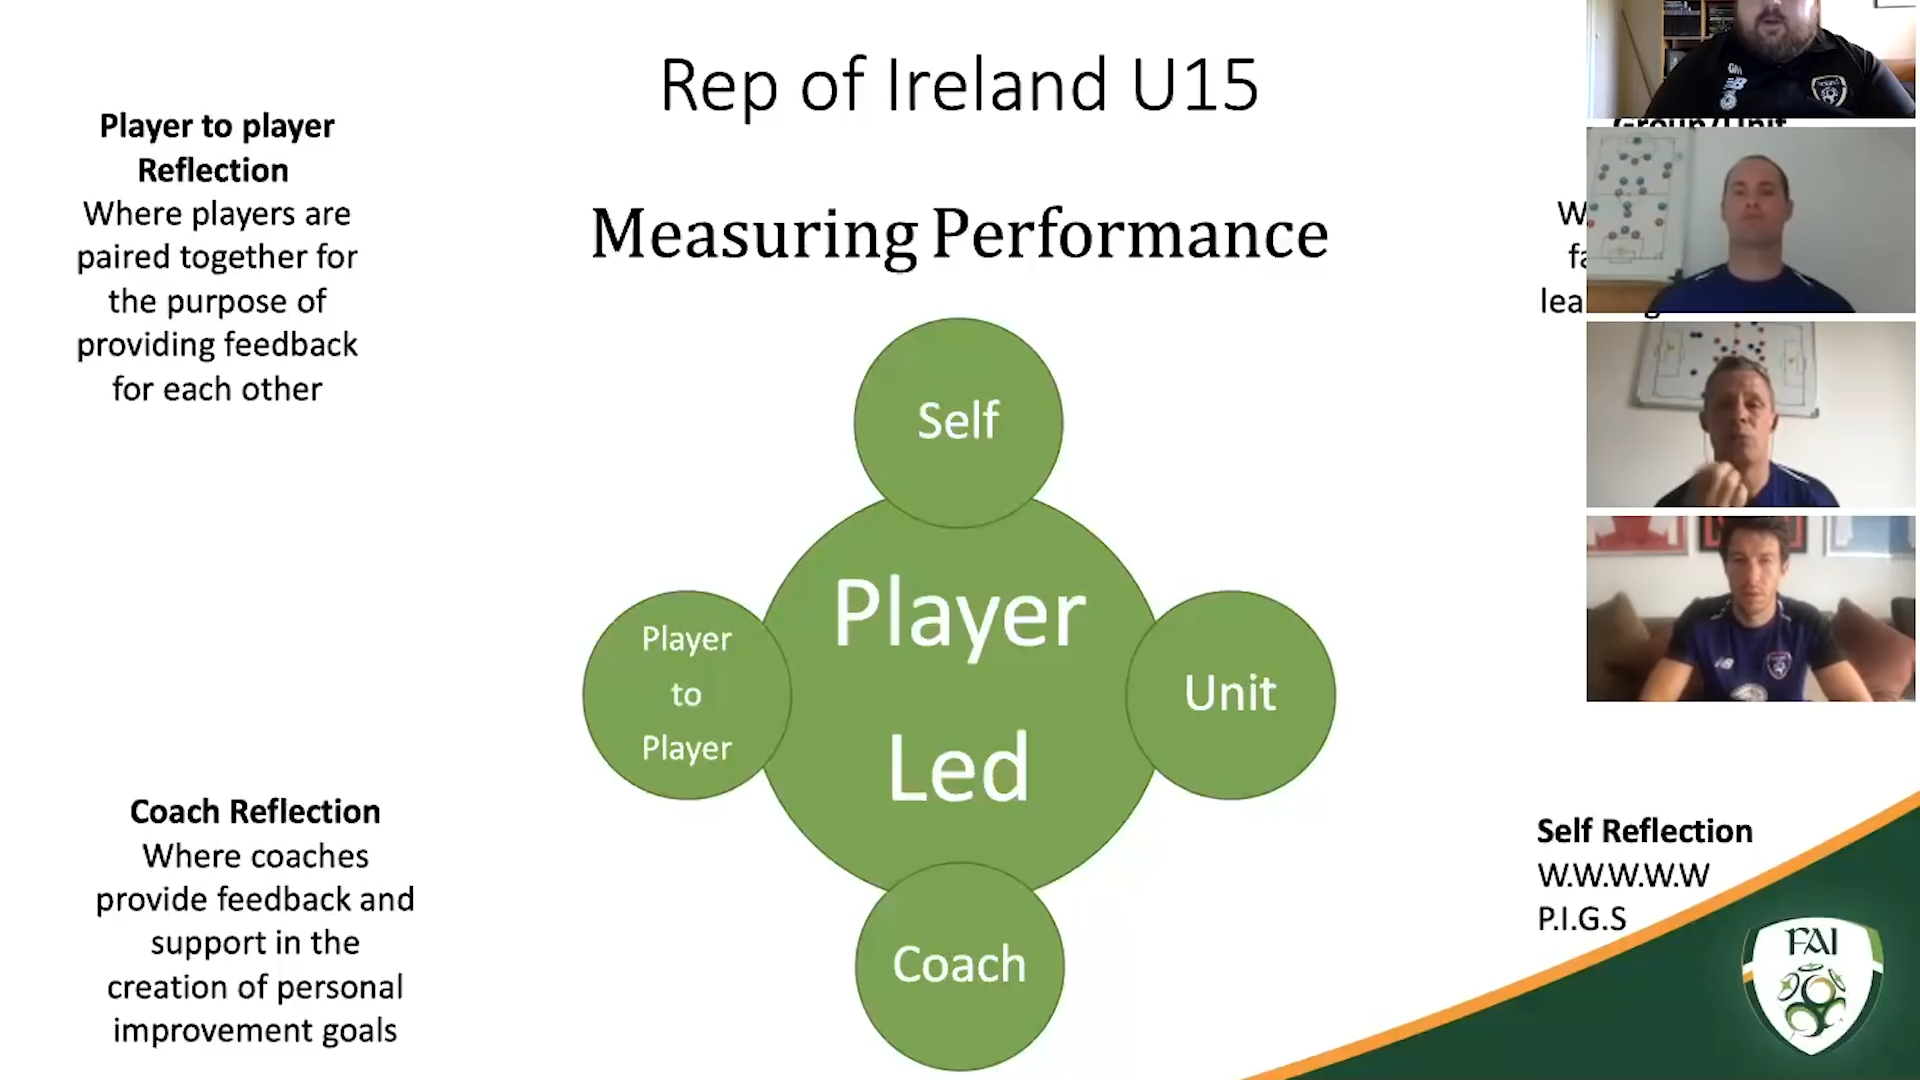 Rep of Ireland U15
Measuring Performance
Player to player
Reflection
Where players are
paired together for
the purpose of
providing feedback
for each other
Group/Unit
Self
Player
Led
Player
to
Player
Unit
Coach
Coach Reflection
Where coaches
provide feedback and
support in the
creation of personal
improvement goals
Self Reflection
W.W.W.W.W
P.I.G.S
FAI